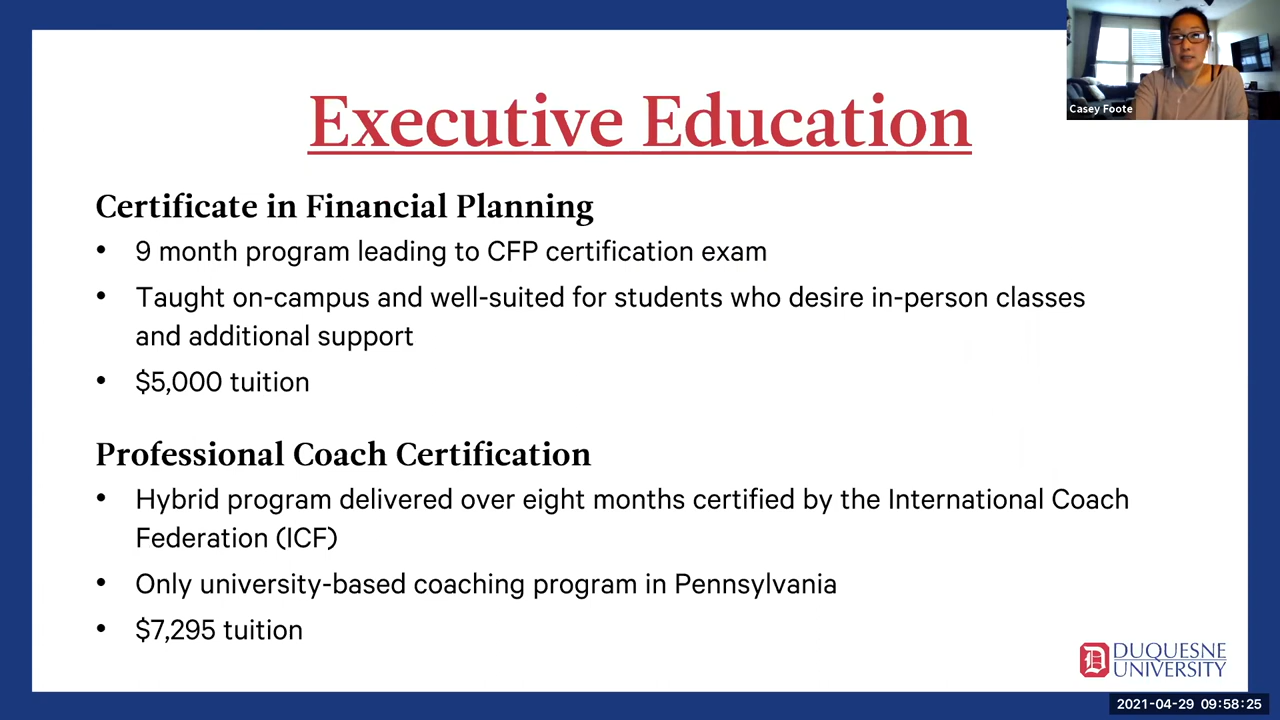 Casey Foote
Executive Education
Certificate in Financial Planning
• 9 month program leading to CFP certification exam
• Taught on-campus and well-suited for students who desire in-person classes
and additional support
• $5,000 tuition
Professional Coach Certification
• Hybrid program delivered over eight months certified by the International Coach
Federation (ICF)
• Only university-based coaching program in Pennsylvania
• $7,295 tuition
D DUQUESNE
UNIVERSITY
2021-04-29 09:58:25